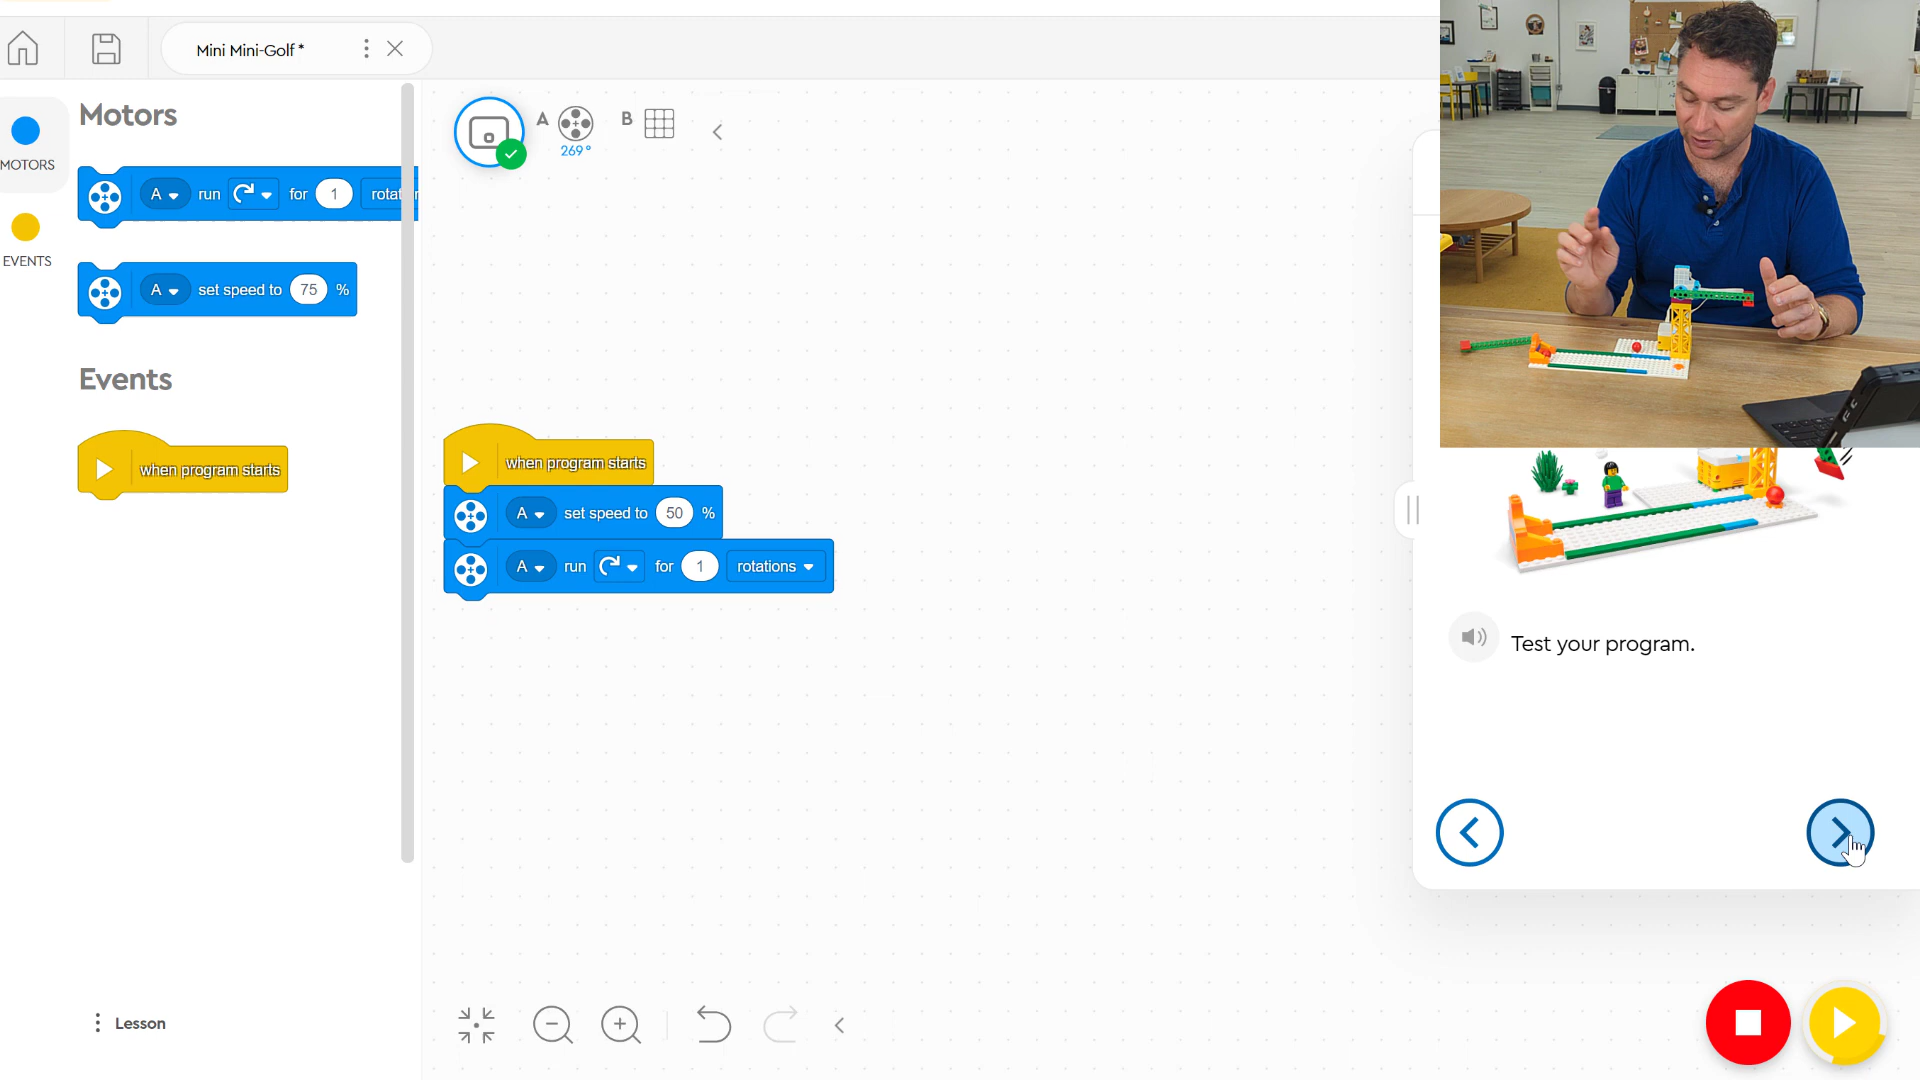 Mini Mini-Golf *
MOTORS
EVENTS
Motors
A run for 1
A set speed to 75 %
Events
when program starts
A 269° B
when program starts
A set speed to 50 %
A run for 1 rotations
Test your program.
Lesson